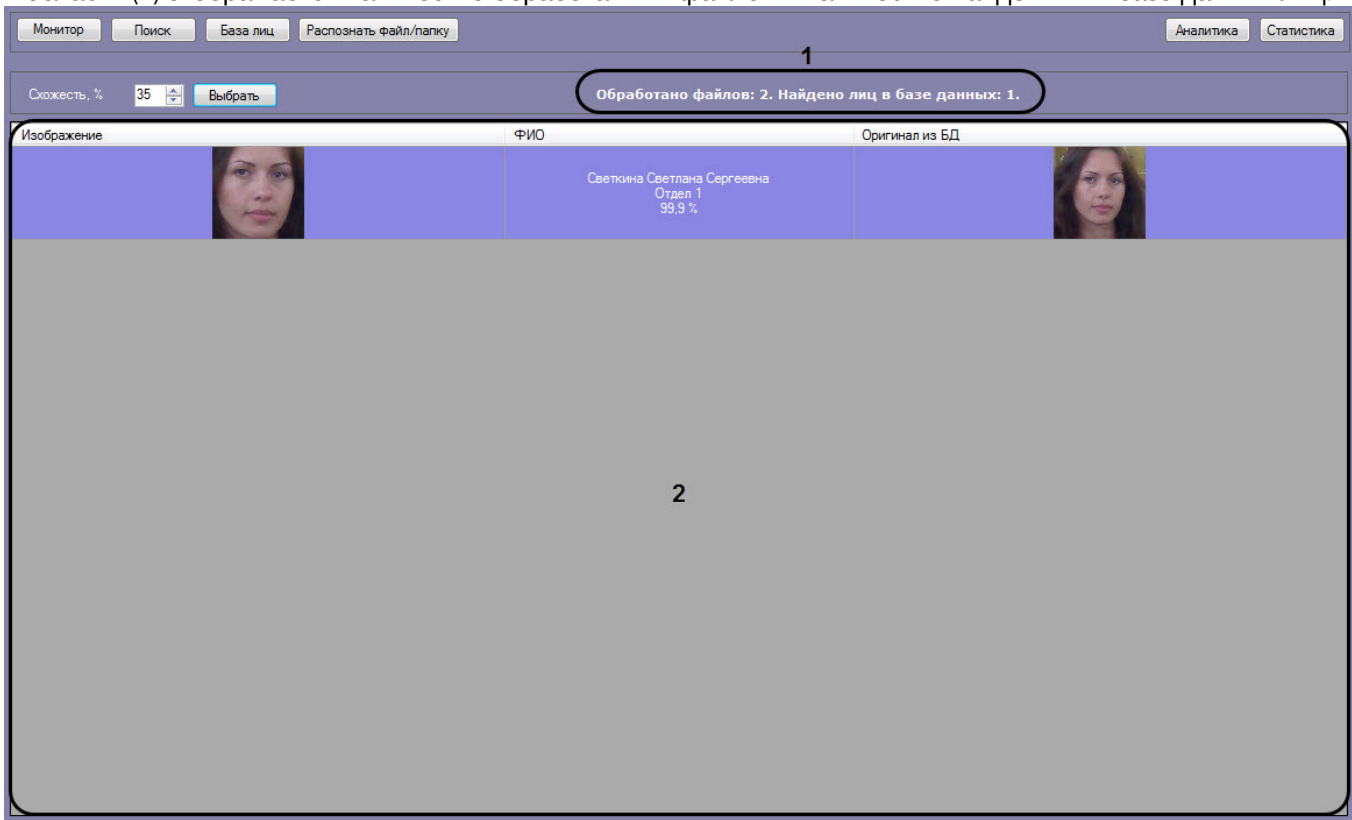 Монитор Поиск База лиц Распознать файл/папку Аналитика Статистика
1
Схожесть, % 35 Выбрать Обработано файлов: 2. Найдено лиц в базе данных: 1.
Изображение ФИО Оригинал из БД
Светкина Светлана Сергеевна
Отдел 1
99,9 %
2